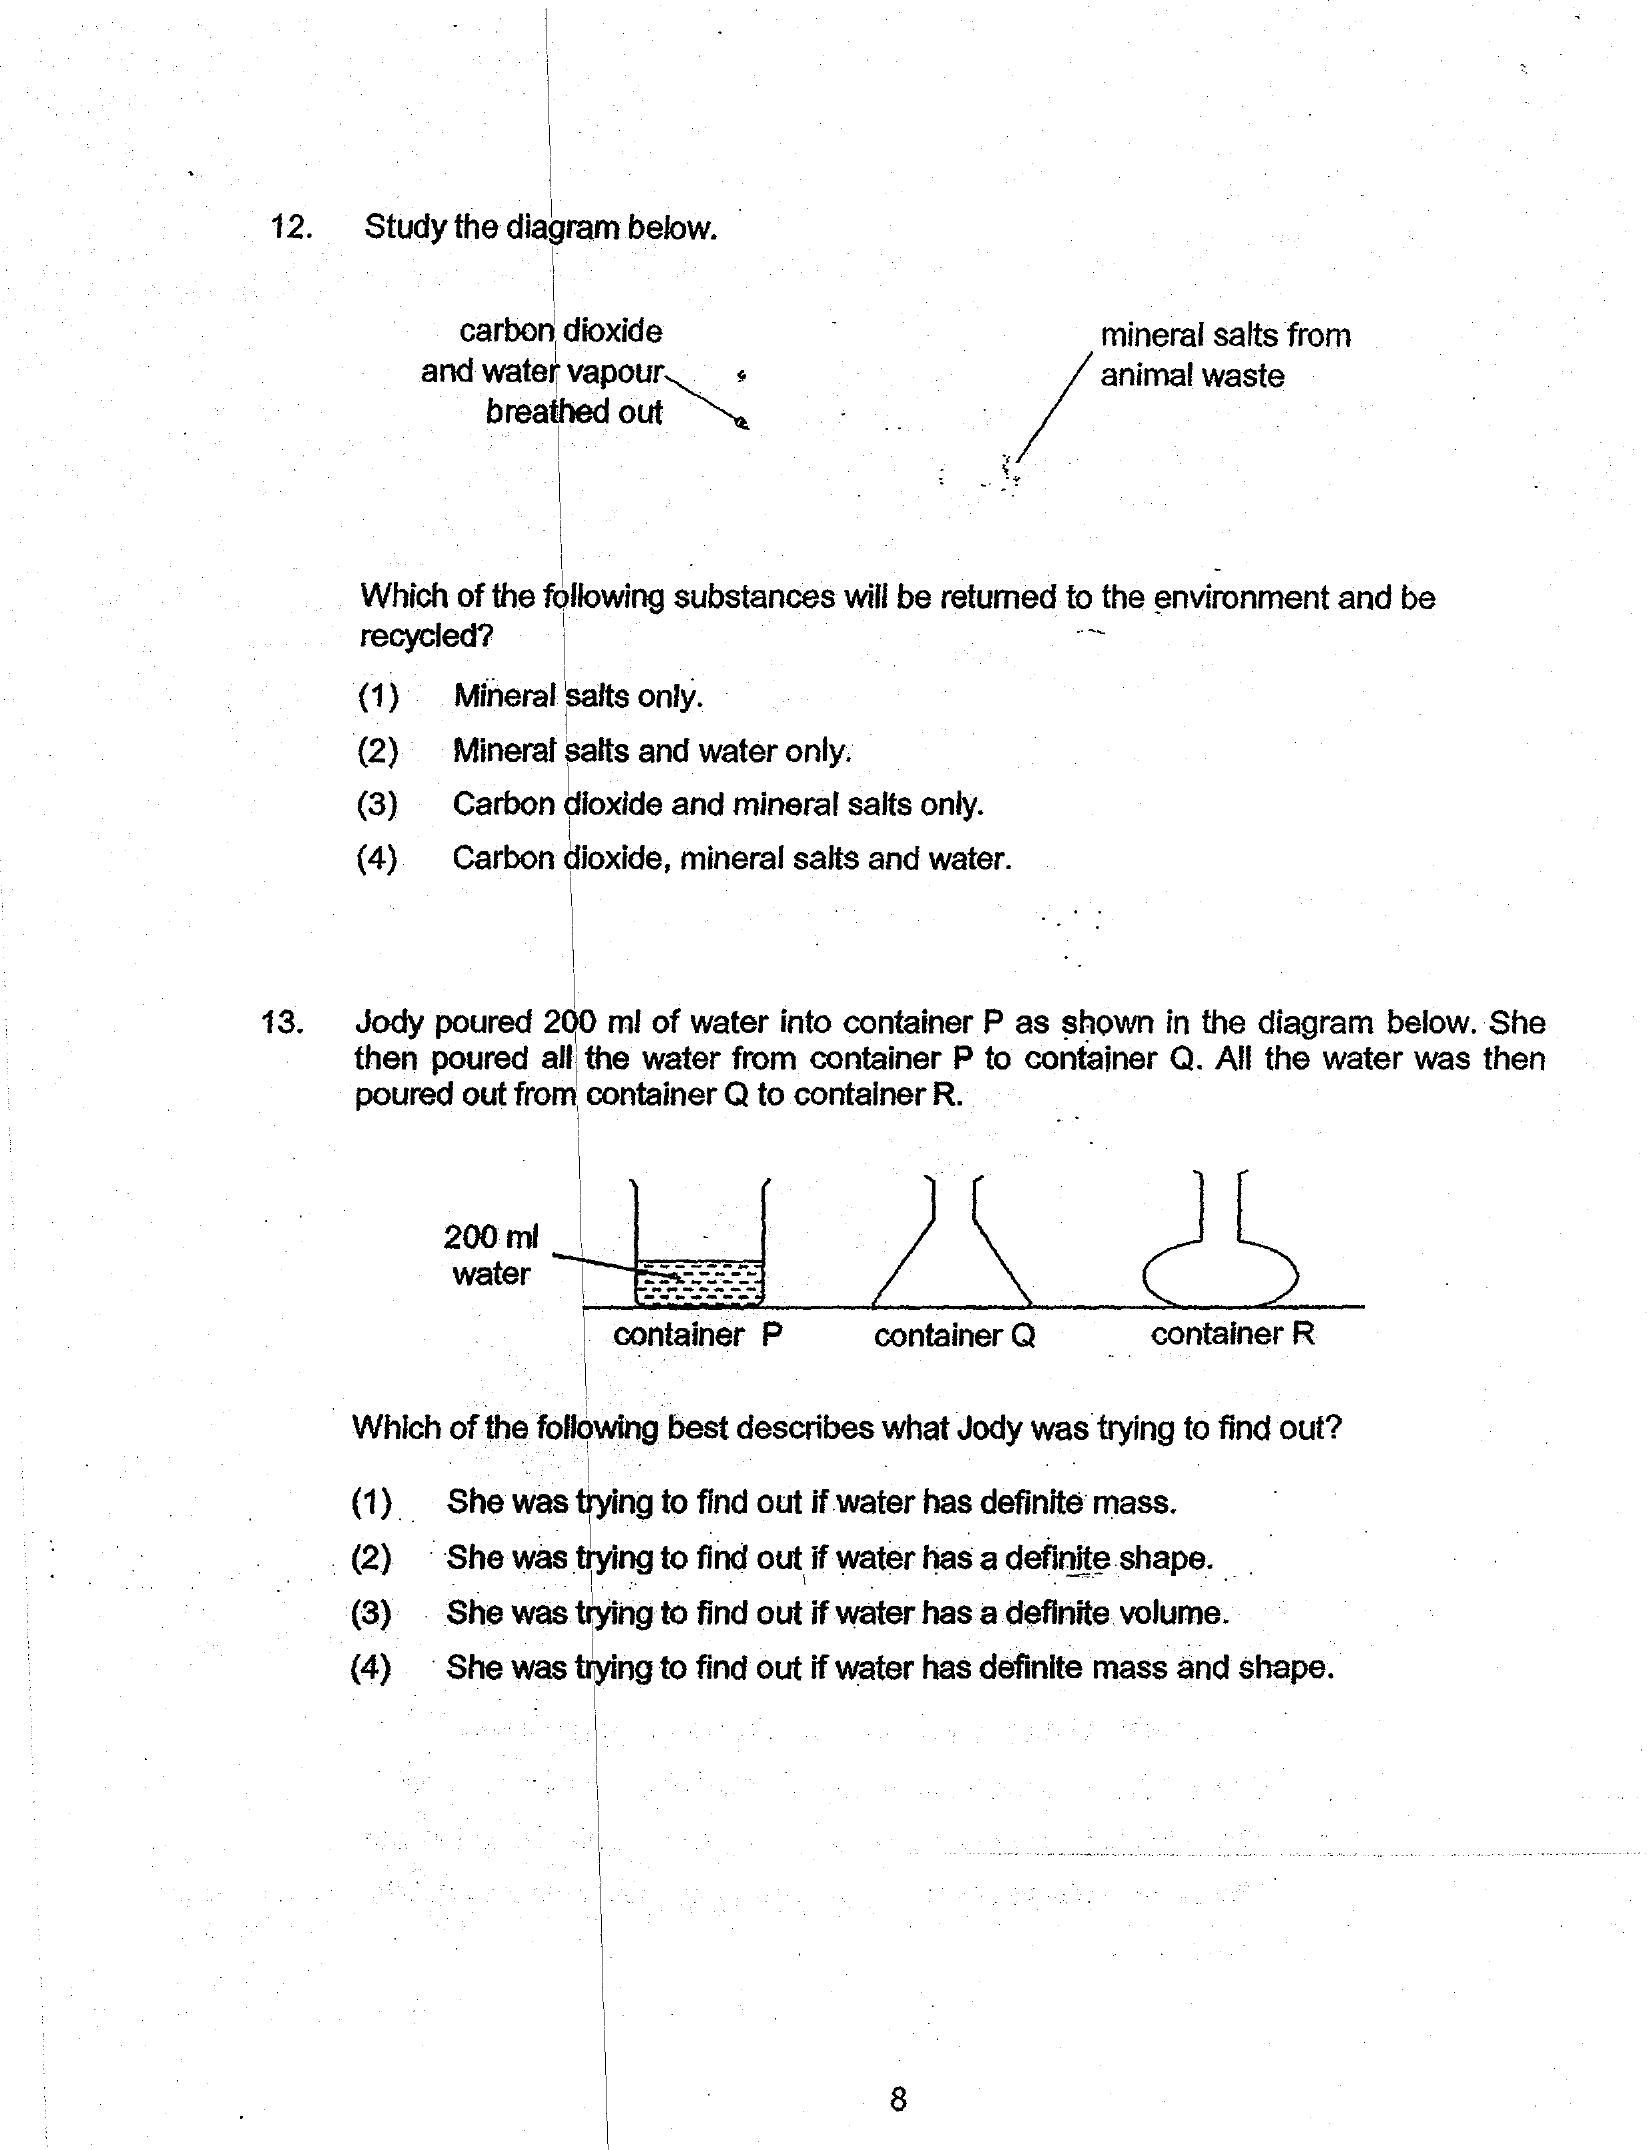 12. Study the diagram below.
carbon dioxide
and water vapour
breathed out
mineral salts from
animal waste
Which of the following substances will be returned to the environment and be
recycled?
(1) Mineral salts only.
(2) Mineral salts and water only.
(3) Carbon dioxide and mineral salts only.
(4) Carbon dioxide, mineral salts and water.
13. Jody poured 200 ml of water into container P as shown in the diagram below. She
then poured all the water from container P to container Q. All the water was then
poured out from container Q to container R.
200 ml
water
container P container Q container R
Which of the following best describes what Jody was trying to find out?
(1) She was trying to find out if water has definite mass.
(2) She was trying to find out if water has a definite shape.
(3) She was trying to find out if water has a definite volume.
(4) She was trying to find out if water has definite mass and shape.
8